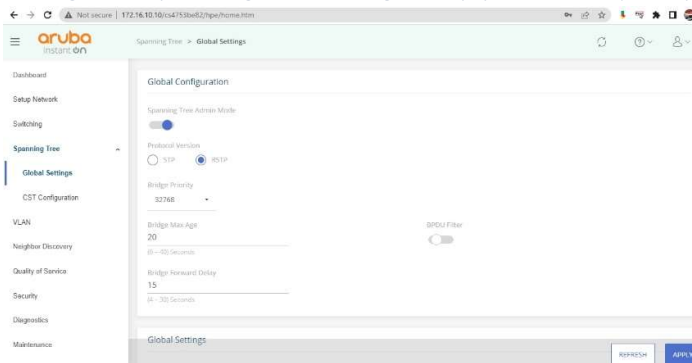 Not secure | 172.16.10.10/cs4753be82/hpe/home.htm
aruba
instant on
Spanning Tree > Global Settings
Dashboard
Setup Network
Switching
Spanning Tree
Global Settings
CST Configuration
VLAN
Neighbor Discovery
Quality of Service
Security
Diagnostics
Maintenance
Global Configuration
Spanning Tree Admin Mode
Protocol Version
STP RSTP
Bridge Priority
32768
Bridge Max Age
20
(6 – 40) Seconds
BPDU Filter
Bridge Forward Delay
15
(4 – 30) Seconds
Global Settings
REFRESH APPLY